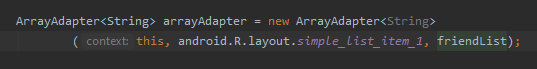 ArrayAdapter<String> arrayAdapter = new ArrayAdapter<String>
( context: this, android.R.layout.simple_list_item_1, friendList);